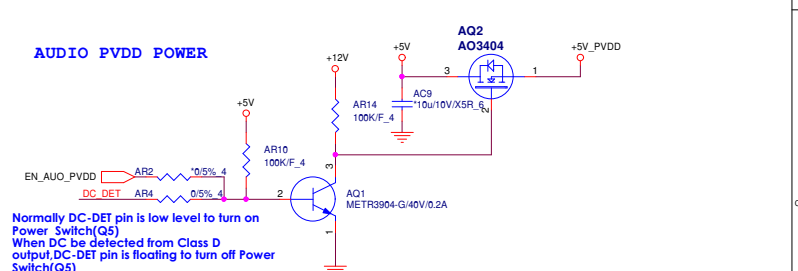 AUDIO PVDD POWER
AQ2
AO3404
+12V
+5V
+5V_PVDD
3
1
2
AC9
*10u/10V/X5R_6
AR14
100K/F_4
+5V
AR10
100K/F_4
EN_AUO_PVDD
AR2
*0/5%_4
DC_DET
AR4
0/5%_4
2
3
1
AQ1
METR3904-G/40V/0.2A
Normally DC-DET pin is low level to turn on
Power Switch(Q5)
When DC be detected from Class D
output,DC-DET pin is floating to turn off Power
Switch(Q5)